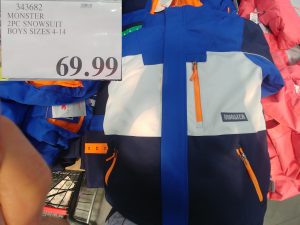 343682
MONSTER
2PC SNOWSUIT
BOYS SIZES 4-14
69.99